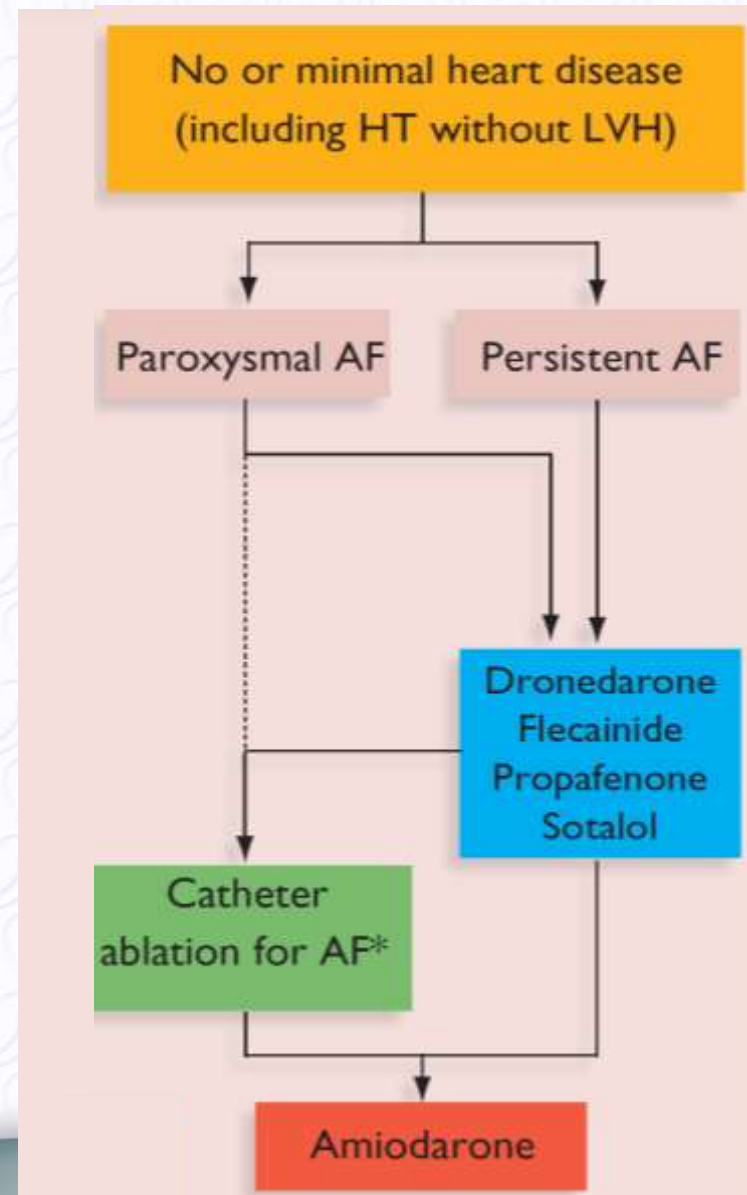 No or minimal heart disease
(including HT without LVH)
Paroxysmal AF
Persistent AF
Dronedarone
Flecainide
Propafenone
Sotalol
Catheter
ablation for AF*
Amiodarone